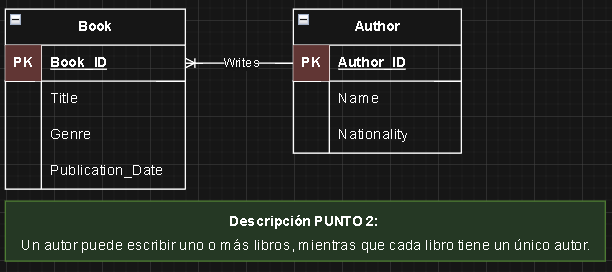 Book
PK Book_ID
Title
Genre
Publication_Date
Writes
Author
PK Author_ID
Name
Nationality
Descripción PUNTO 2:
Un autor puede escribir uno o más libros, mientras que cada libro tiene un único autor.